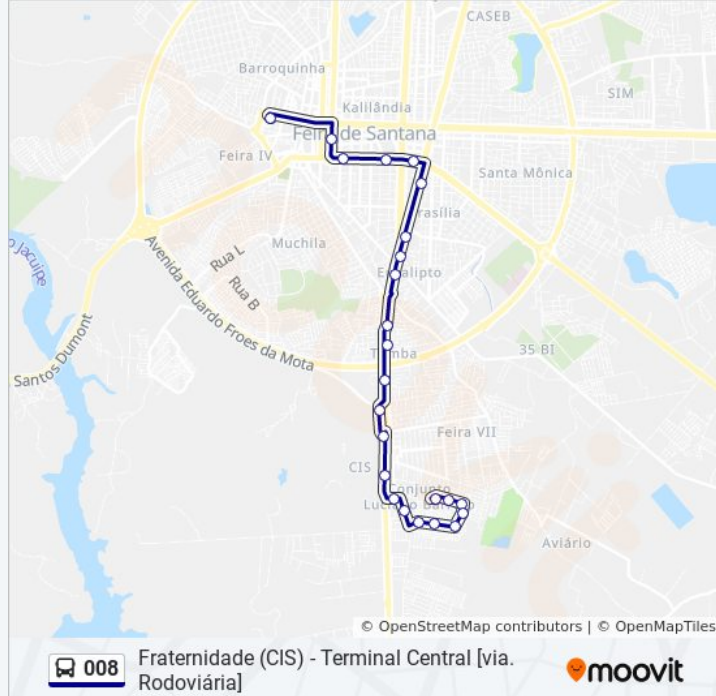 CASEB
Barroquinha
SIM
Kalilândia
Feira de Santana
Feira IV
Santa Mônica
Brasília
Muchila
Rua L
Eucalipto
Rua B
Avenida Eduardo Froes da Mota
Santos Dumont
Tomba
35 BI
Feira VII
CIS
Conjunto
Aviário
© OpenStreetMap contributors | © OpenMapTiles
008
Fraternidade (CIS) - Terminal Central [via.
Rodoviária]
moovit